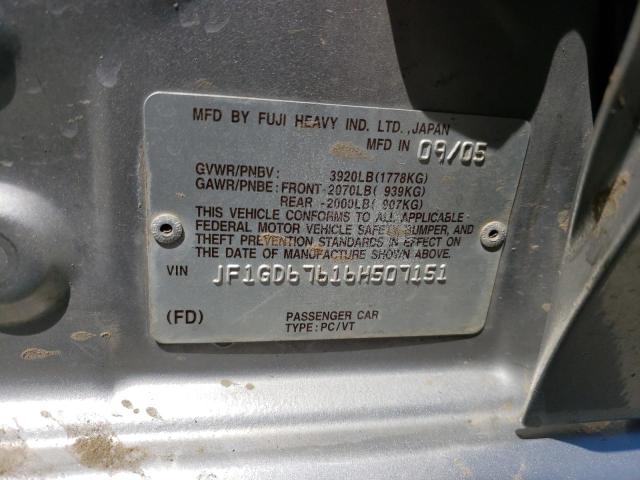 MFD BY FUJI HEAVY IND. LTD., JAPAN
MFD IN 09/05
GVWR/PNBV: 3920LB(1778KG)
GAWR/PNBE: FRONT-2070LB( 939KG)
REAR -2000LB( 907KG)
THIS VEHICLE CONFORMS TO ALL APPLICABLE
FEDERAL MOTOR VEHICLE SAFETY, BUMPER, AND
THEFT PREVENTION STANDARDS IN EFFECT ON
THE DATE OF MANUFACTURE SHOWN ABOVE.
VIN JF1GD67616H507151
(FD) PASSENGER CAR
TYPE: PC/VT